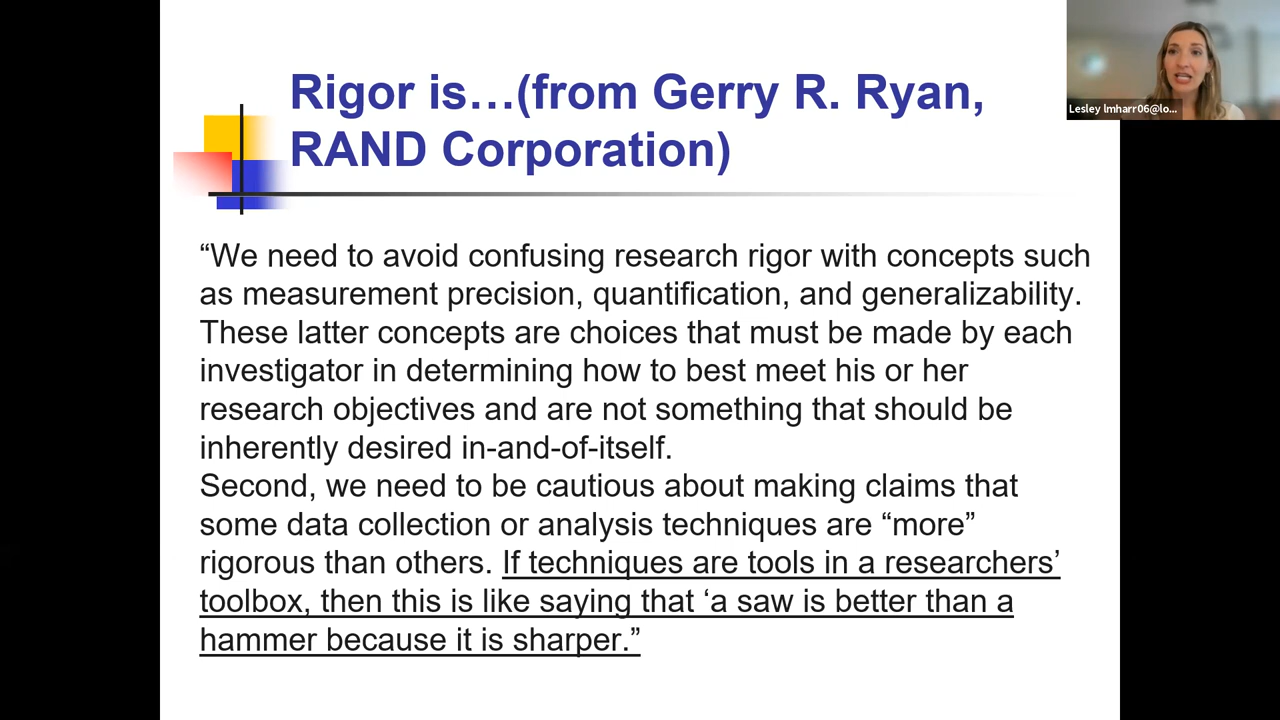 Rigor is…(from Gerry R. Ryan,
RAND Corporation)
Lesley lmharr06@lo...
“We need to avoid confusing research rigor with concepts such
as measurement precision, quantification, and generalizability.
These latter concepts are choices that must be made by each
investigator in determining how to best meet his or her
research objectives and are not something that should be
inherently desired in-and-of-itself.
Second, we need to be cautious about making claims that
some data collection or analysis techniques are “more”
rigorous than others. If techniques are tools in a researchers’
toolbox, then this is like saying that ‘a saw is better than a
hammer because it is sharper.”